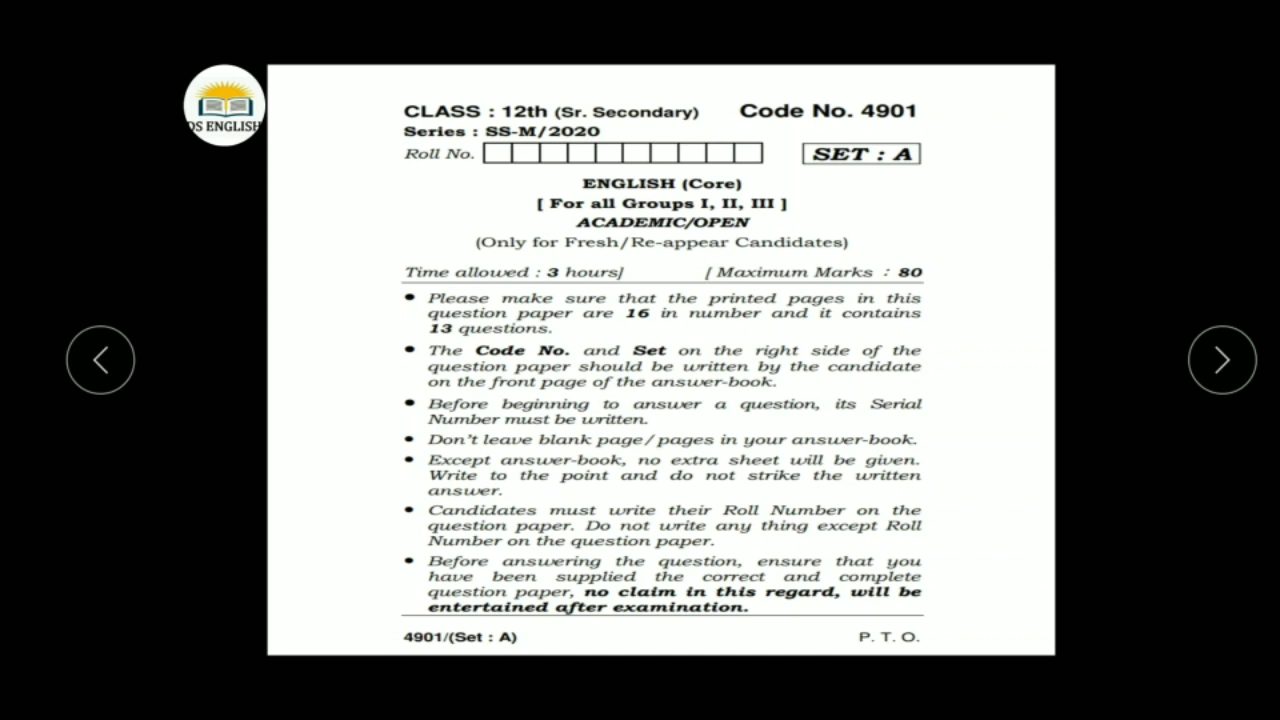 CLASS : 12th (Sr. Secondary) Code No. 4901
Series : SS-M/2020
Roll No. SET : A
ENGLISH (Core)
[ For all Groups I, II, III ]
ACADEMIC/OPEN
(Only for Fresh/Re-appear Candidates)
Time allowed : 3 hours] [ Maximum Marks : 80
• Please make sure that the printed pages in this
question paper are 16 in number and it contains
13 questions.
• The Code No. and Set on the right side of the
question paper should be written by the candidate
on the front page of the answer-book.
• Before beginning to answer a question, its Serial
Number must be written.
• Don't leave blank page/pages in your answer-book.
• Except answer-book, no extra sheet will be given.
Write to the point and do not strike the written
answer.
• Candidates must write their Roll Number on the
question paper. Do not write any thing except Roll
Number on the question paper.
• Before answering the question, ensure that you
have been supplied the correct and complete
question paper, no claim in this regard, will be
entertained after examination.
4901/(Set : A) P. T. O.
DS ENGLISH